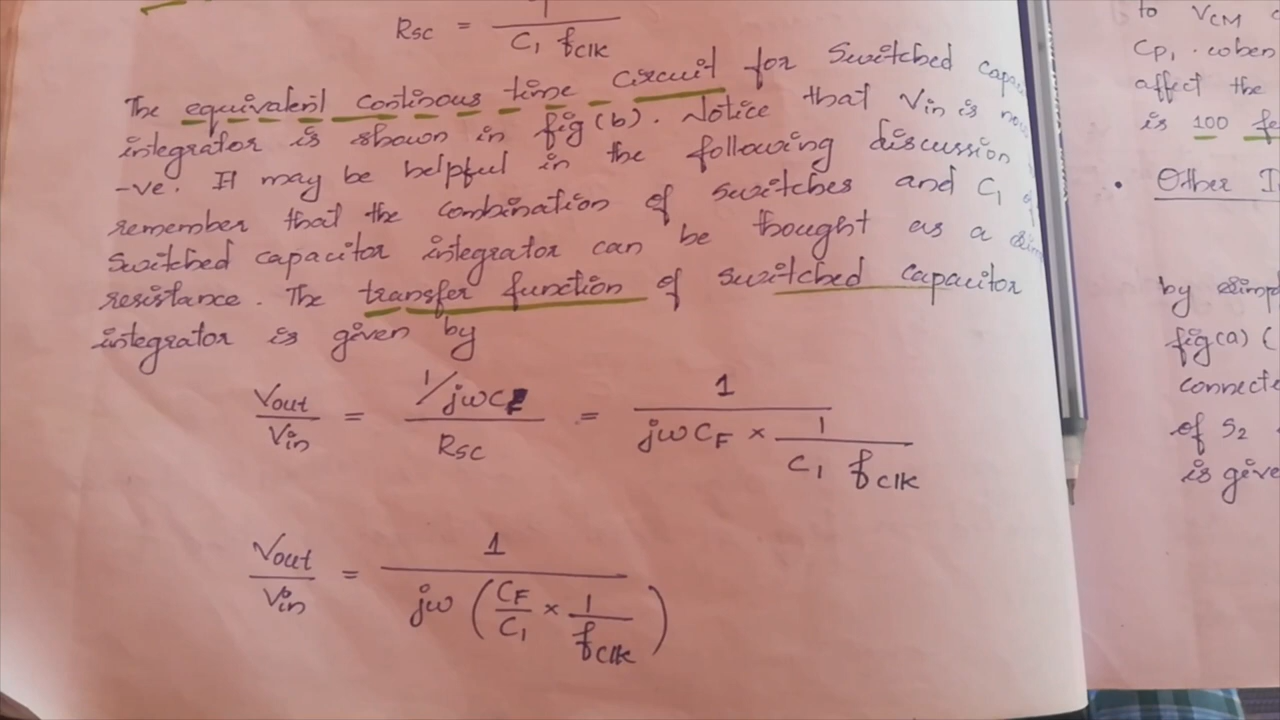 Rsc = 1 / C1 fclk
The equivalent continous time circuit for Switched
integrator is shown in fig(b). Notice that Vin is
-ve. It may be helpful in the following discussion
remember that the combination of switches and C1
Switched capacitor integrator can be thought as a
resistance. The transfer function of switched capacitor
integrator is given by
Vout/Vin = (1/jωCF) / Rsc = 1 / (jωCF × 1/(C1 fclk))
Vout/Vin = 1 / (jω (CF/C1 × 1/fclk))
to VCM
Cp1. when
affect the
is 100
• Other
by
fig(a)
of S2
is